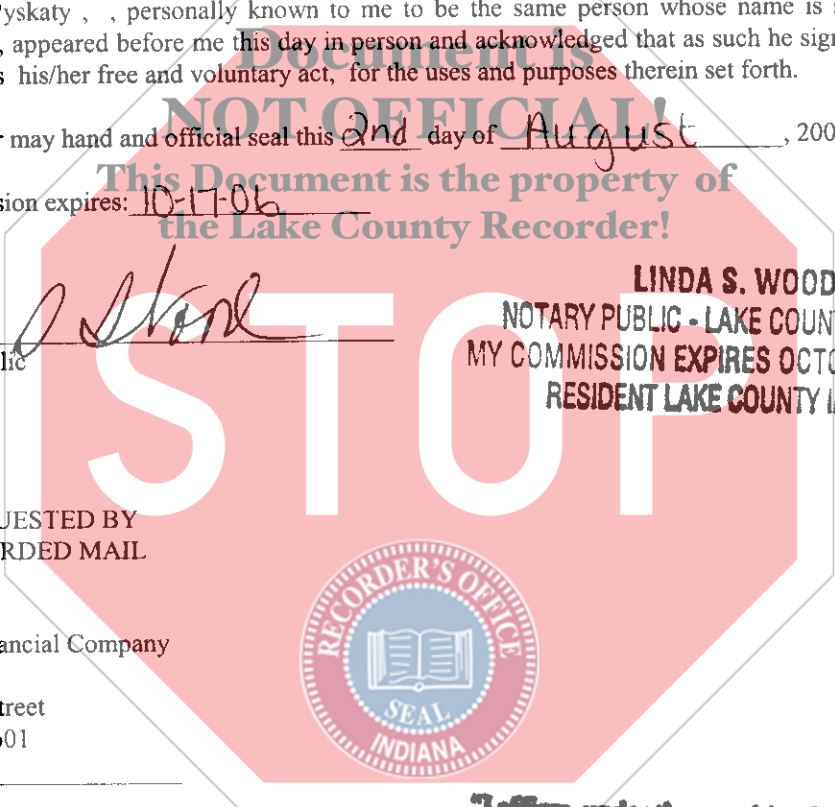 yskaty , , personally known to me to be the same person whose name is
, appeared before me this day in person and acknowledged that as such he sign
s his/her free and voluntary act, for the uses and purposes therein set forth.
Document is
NOT OFFICIAL!
This Document is the property of
the Lake County Recorder!
r may hand and official seal this 2nd day of August, 200
sion expires: 10-17-06
LINDA S. WOOD
NOTARY PUBLIC - LAKE COUN
MY COMMISSION EXPIRES OCTO
RESIDENT LAKE COUNTY I
lic
STOP
UESTED BY
RDED MAIL
ancial Company
treet
01
RECORDER'S OFFICE
SEAL
INDIANA